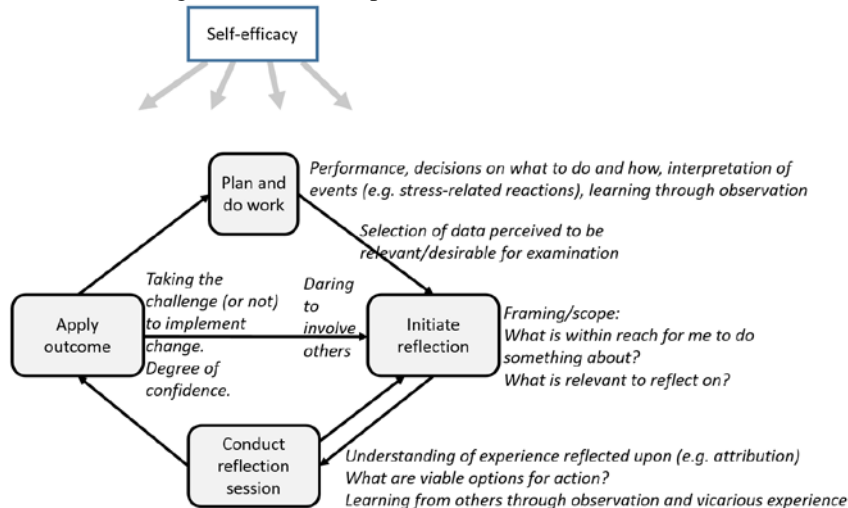 Self-efficacy
Plan and
do work
Performance, decisions on what to do and how, interpretation of
events (e.g. stress-related reactions), learning through observation
Selection of data perceived to be
relevant/desirable for examination
Taking the
challenge (or not)
to implement
change.
Degree of
confidence.
Daring
to
involve
others
Apply
outcome
Initiate
reflection
Framing/scope:
What is within reach for me to do
something about?
What is relevant to reflect on?
Conduct
reflection
session
Understanding of experience reflected upon (e.g. attribution)
What are viable options for action?
Learning from others through observation and vicarious experience